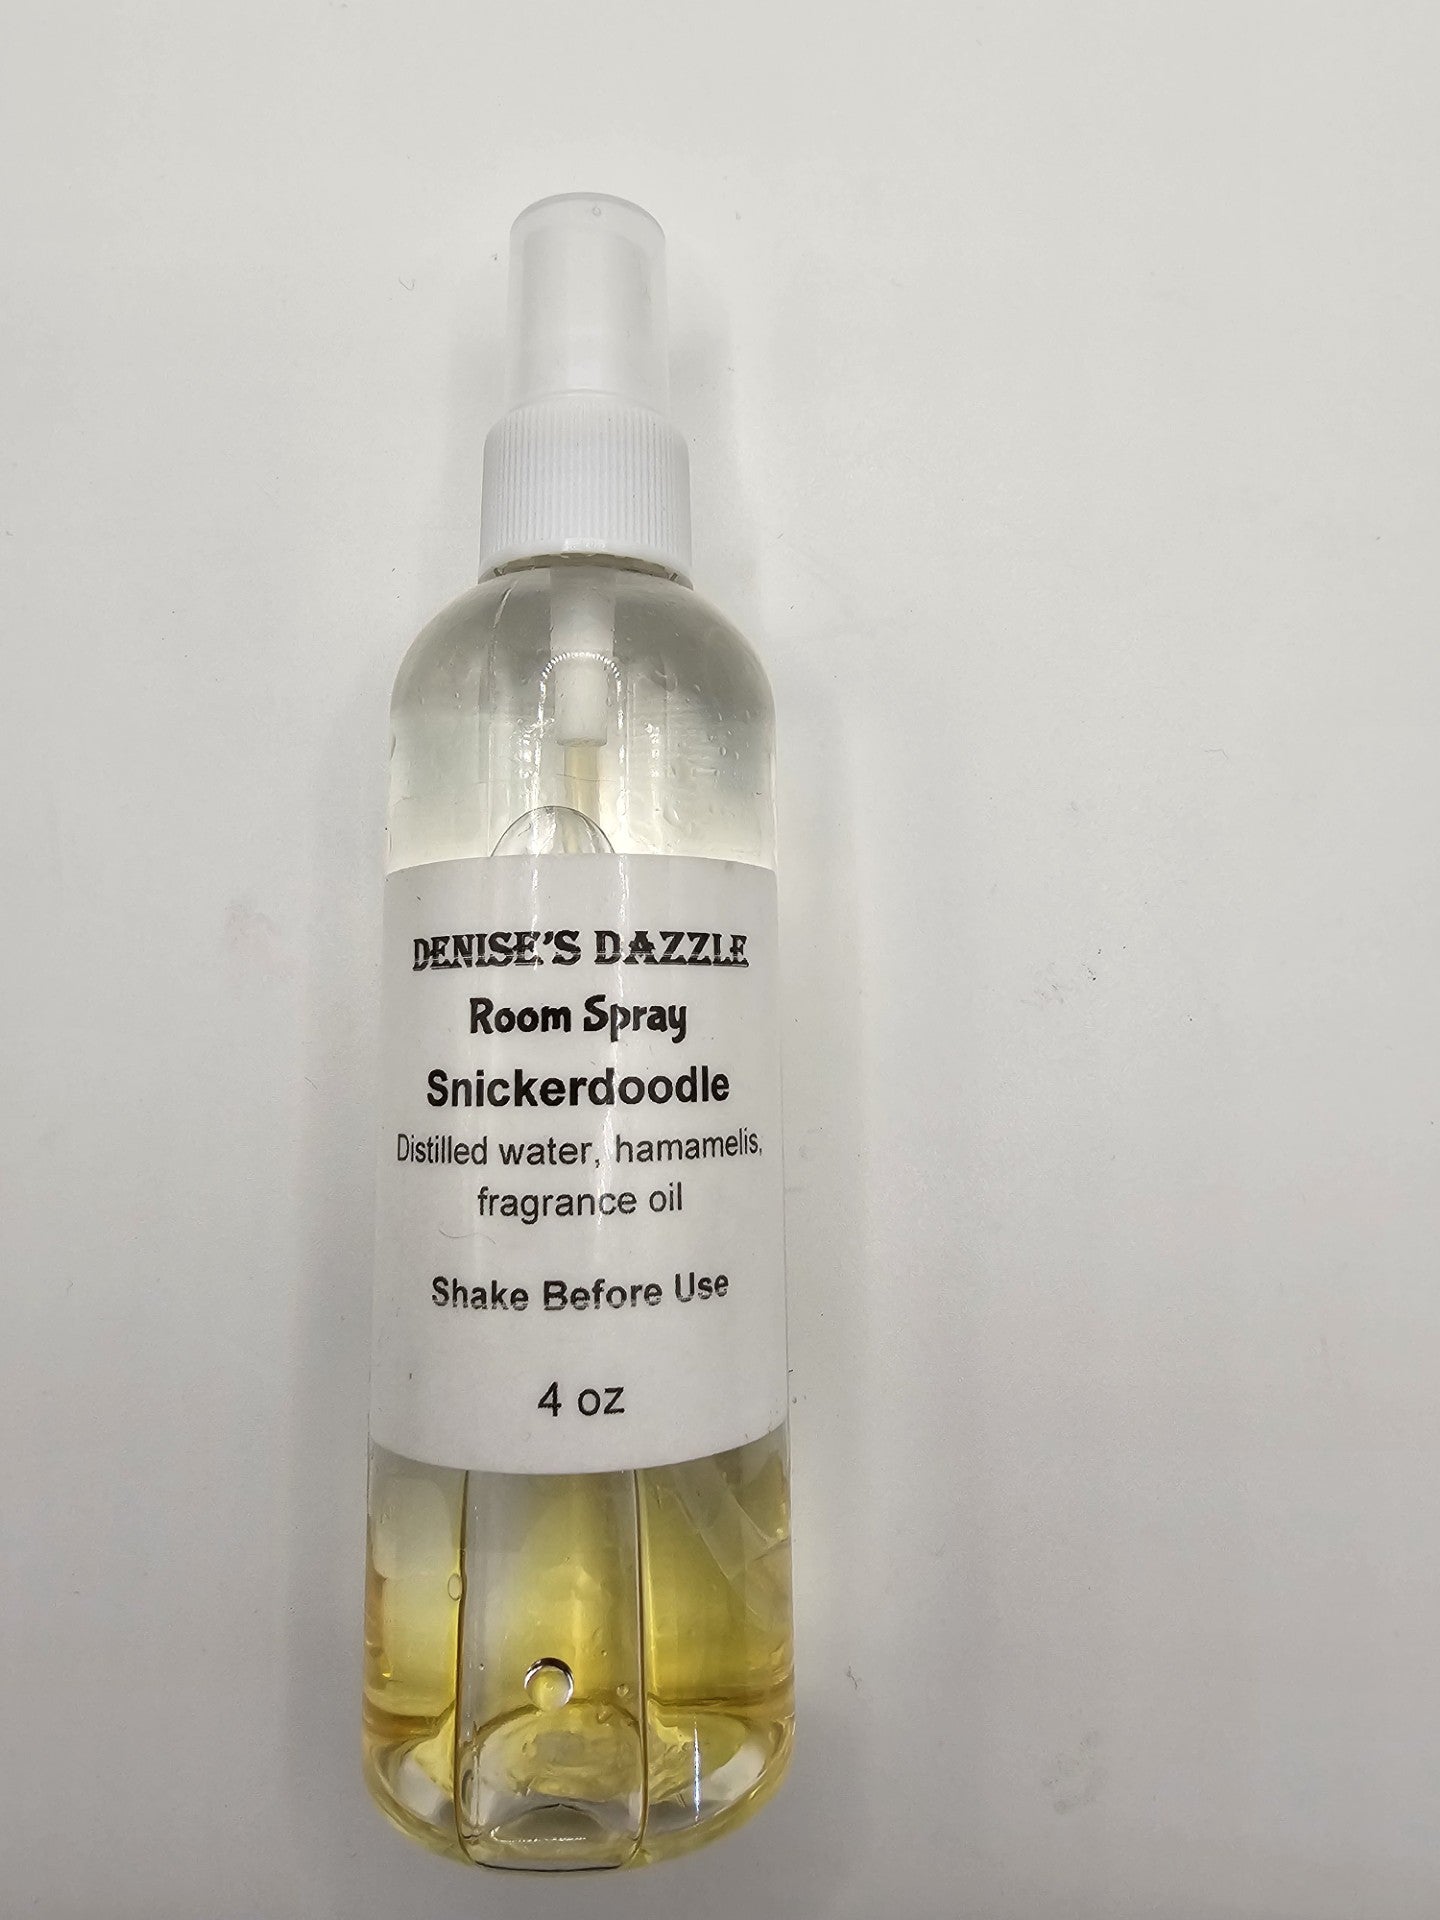 DENISE'S DAZZLE
Room Spray
Snickerdoodle
Distilled water, hamamelis,
fragrance oil
Shake Before Use
4 oz